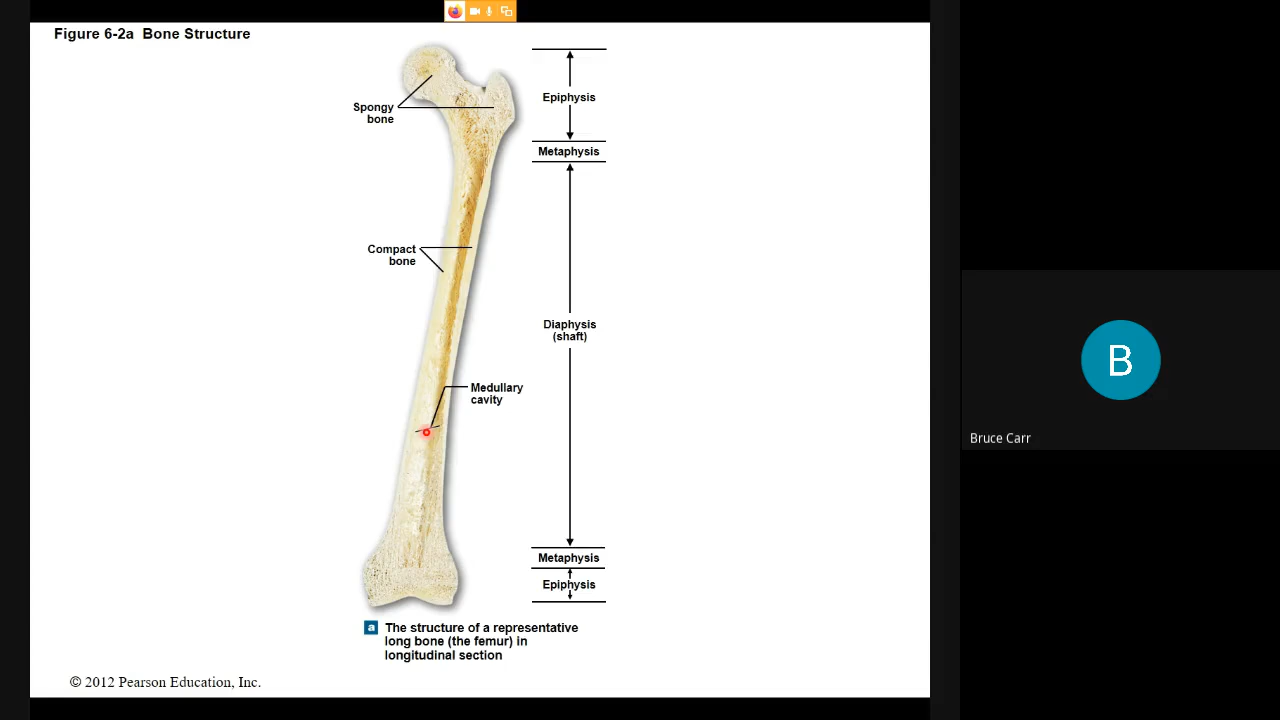 Figure 6-2a Bone Structure
Spongy
bone
Epiphysis
Metaphysis
Compact
bone
Diaphysis
(shaft)
Medullary
cavity
Metaphysis
Epiphysis
a The structure of a representative
long bone (the femur) in
longitudinal section
© 2012 Pearson Education, Inc.
B
Bruce Carr